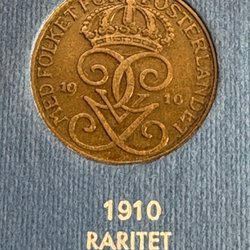 MED FOLKET FÖR FOSTERLANDET
19 10
1910
RARITET